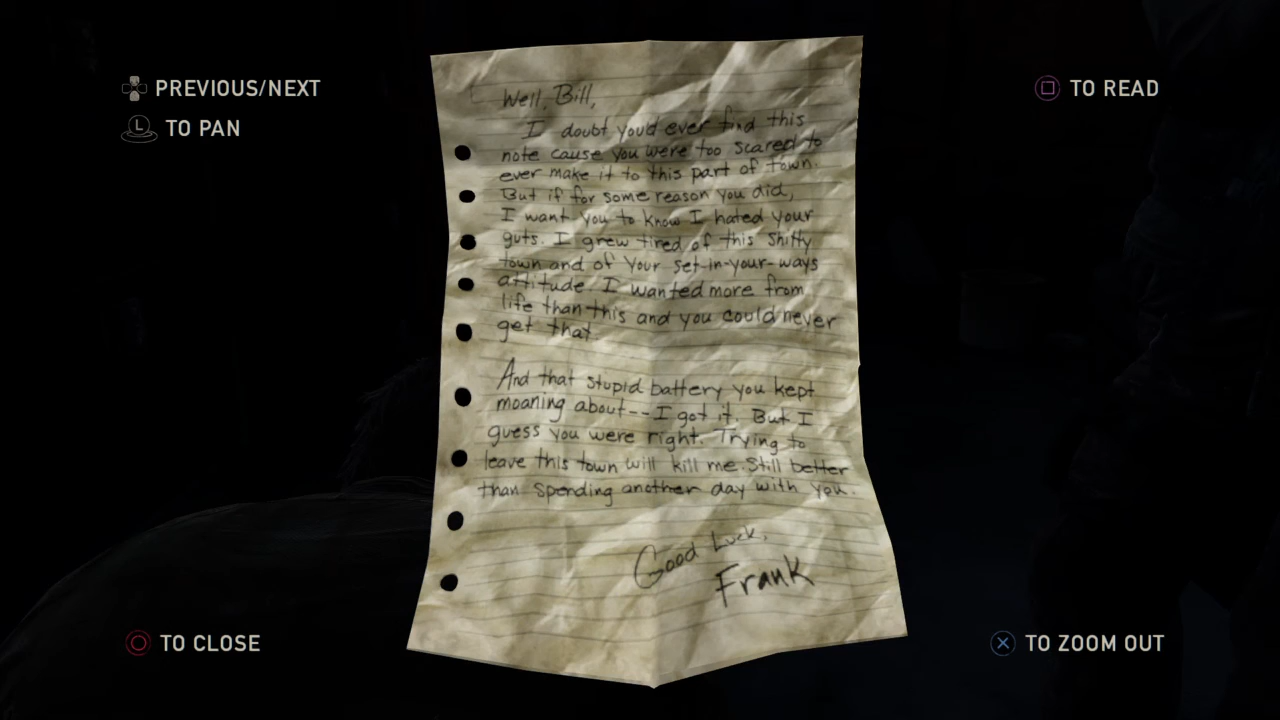 PREVIOUS/NEXT
L TO PAN
TO READ
Well, Bill,
I doubt you'd ever find this
note cause you were too scared to
ever make it to this part of town.
But if for some reason you did,
I want you to know I hated your
guts. I grew tired of this shitty
town and of your set-in-your-ways
attitude. I wanted more from
life than this and you could never
get that.
And that stupid battery you kept
moaning about--I got it. But I
guess you were right. Trying to
leave this town will kill me. Still better
than spending another day with you.
Good Luck,
Frank
TO CLOSE
TO ZOOM OUT